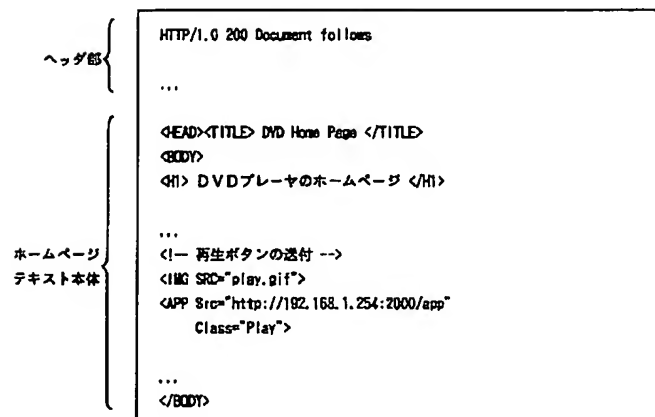 ヘッダ部
HTTP/1.0 200 Document follows
...
ホームページ
テキスト本体
<HEAD><TITLE> DVD Home Page </TITLE>
<BODY>
<H1> DVDプレーヤのホームページ </H1>
...
<!— 再生ボタンの送付 -->
<IMG SRC="play.gif">
<APP Src="http://192.168.1.254:2000/app"
Class="Play">
...
</BODY>